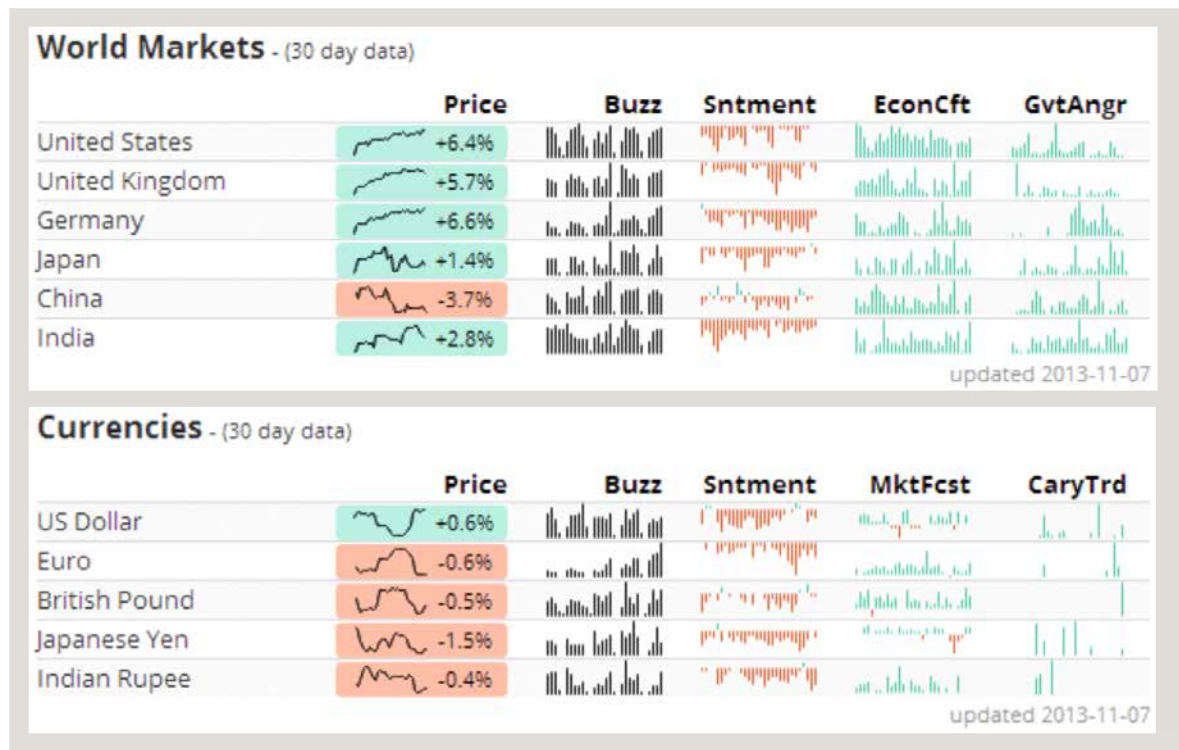 World Markets - (30 day data)
Price Buzz Sntment EconCft GvtAngr
United States +6.4%
United Kingdom +5.7%
Germany +6.6%
Japan +1.4%
China -3.7%
India +2.8%
updated 2013-11-07
Currencies - (30 day data)
Price Buzz Sntment MktFcst CaryTrd
US Dollar +0.6%
Euro -0.6%
British Pound -0.5%
Japanese Yen -1.5%
Indian Rupee -0.4%
updated 2013-11-07